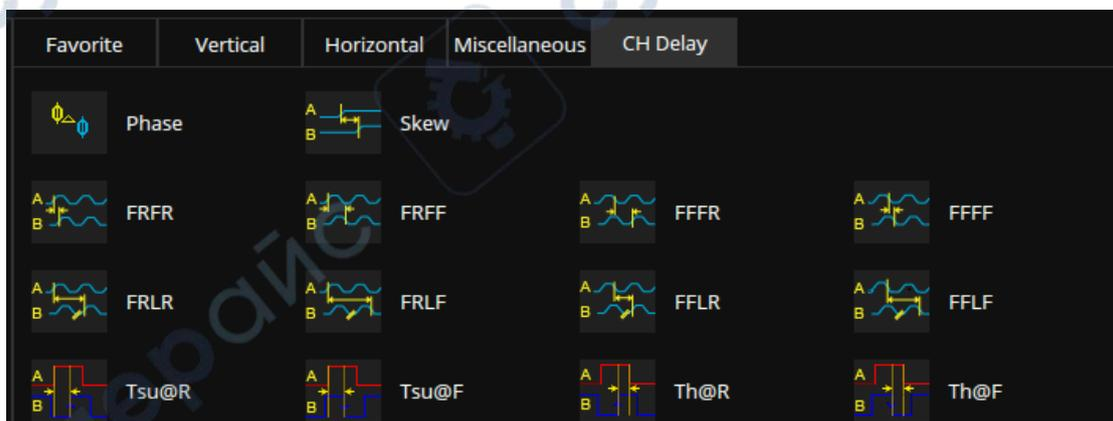 Favorite Vertical Horizontal Miscellaneous CH Delay
Phase A B Skew
A B FRFR A B FRFF A B FFFR A B FFFF
A B FRLR A B FRLF A B FFLR A B FFLF
A B Tsu@R A B Tsu@F A B Th@R A B Th@F